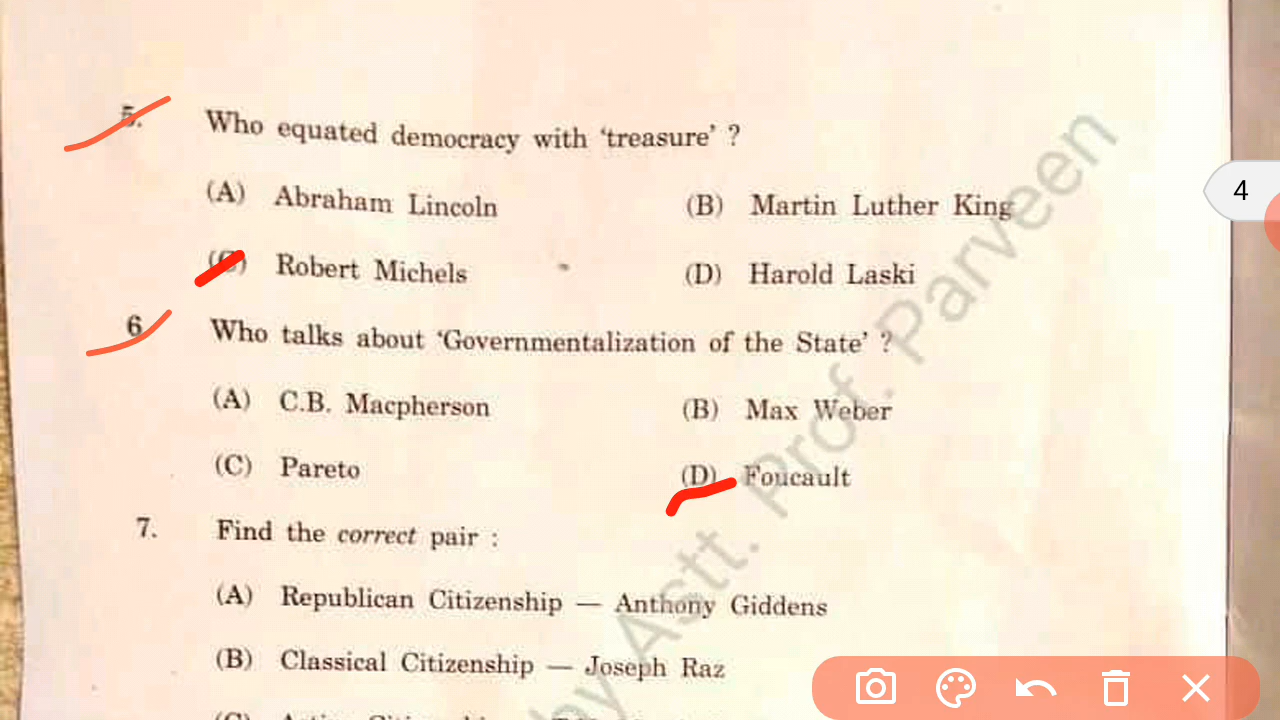 5. Who equated democracy with ‘treasure’ ?
(A) Abraham Lincoln (B) Martin Luther King
(C) Robert Michels (D) Harold Laski
6 Who talks about ‘Governmentalization of the State’ ?
(A) C.B. Macpherson (B) Max Weber
(C) Pareto (D) Foucault
7. Find the correct pair :
(A) Republican Citizenship — Anthony Giddens
(B) Classical Citizenship — Joseph Raz
by Astt. Prof. Parveen
4